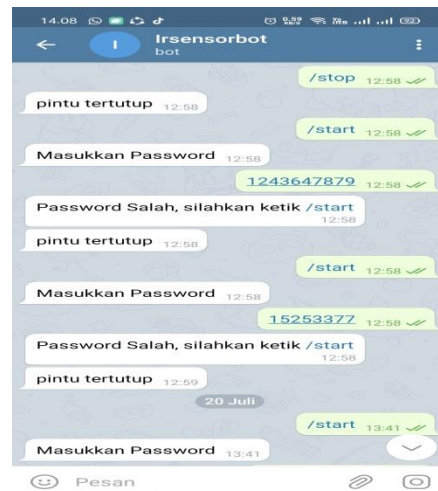 14.08
Irsensorbot
bot
/stop 12:58
pintu tertutup 12:58
/start 12:58
Masukkan Password 12:58
1243647879 12:58
Password Salah, silahkan ketik /start
12:58
pintu tertutup 12:58
/start 12:58
Masukkan Password 12:58
15253377 12:58
Password Salah, silahkan ketik /start
12:58
pintu tertutup 12:59
20 Juli
/start 13:41
Masukkan Password 13:41
Pesan